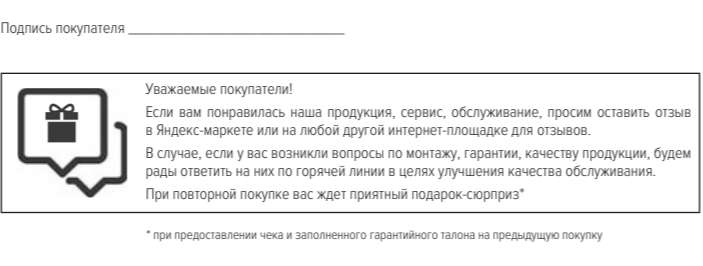 Подпись покупателя ______________________________
Уважаемые покупатели!
Если вам понравилась наша продукция, сервис, обслуживание, просим оставить отзыв
в Яндекс-маркете или на любой другой интернет-площадке для отзывов.
В случае, если у вас возникли вопросы по монтажу, гарантии, качеству продукции, будем
рады ответить на них по горячей линии в целях улучшения качества обслуживания.
При повторной покупке вас ждет приятный подарок-сюрприз*
* при предоставлении чека и заполненного гарантийного талона на предыдущую покупку